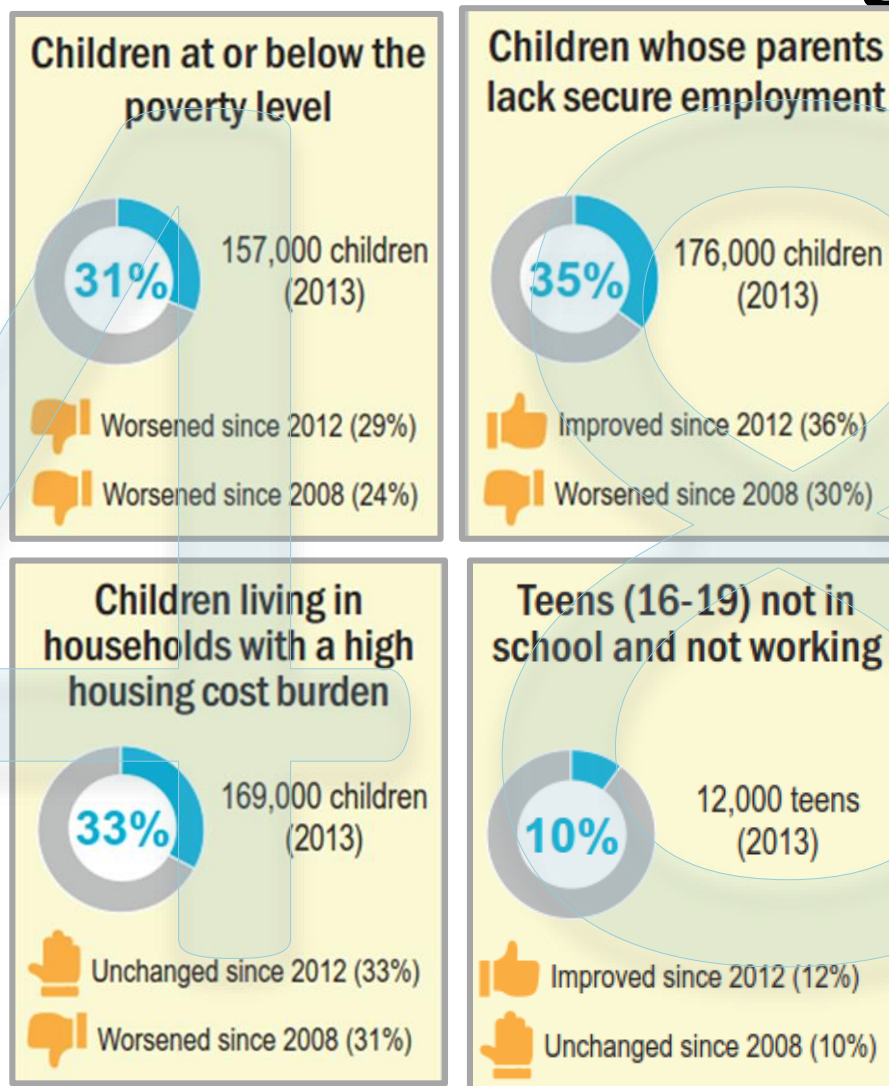 Children at or below the
poverty level
31%
157,000 children
(2013)
Worsened since 2012 (29%)
Worsened since 2008 (24%)
Children whose parents
lack secure employment
35%
176,000 children
(2013)
Improved since 2012 (36%)
Worsened since 2008 (30%)
Children living in
households with a high
housing cost burden
33%
169,000 children
(2013)
Unchanged since 2012 (33%)
Worsened since 2008 (31%)
Teens (16-19) not in
school and not working
10%
12,000 teens
(2013)
Improved since 2012 (12%)
Unchanged since 2008 (10%)